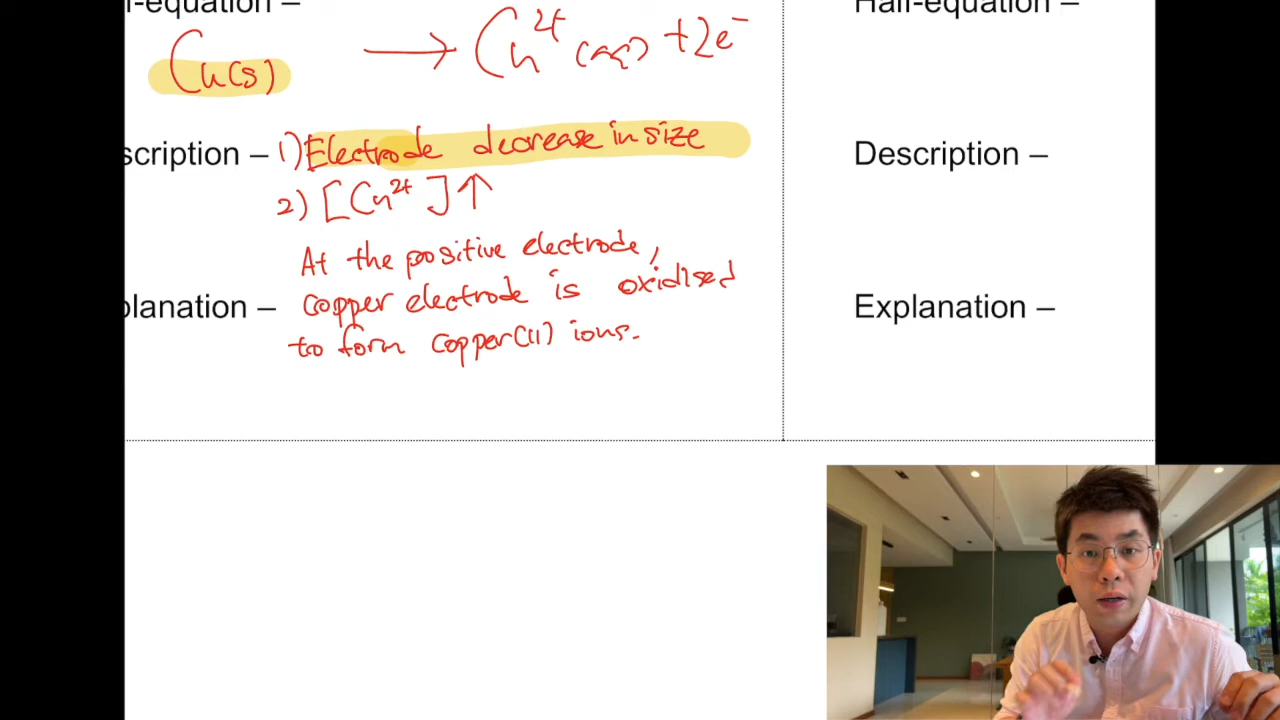 -equation –
Cu(s) → Cu²⁺ (aq) + 2e⁻
scription – 1) Electrode decrease in size
2) [Cu²⁺] ↑
At the positive electrode,
planation – copper electrode is oxidised
to form copper(II) ions.
Half-equation –
Description –
Explanation –